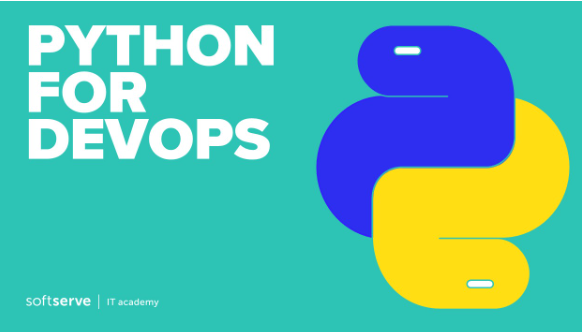 PYTHON
FOR
DEVOPS
softserve | IT academy